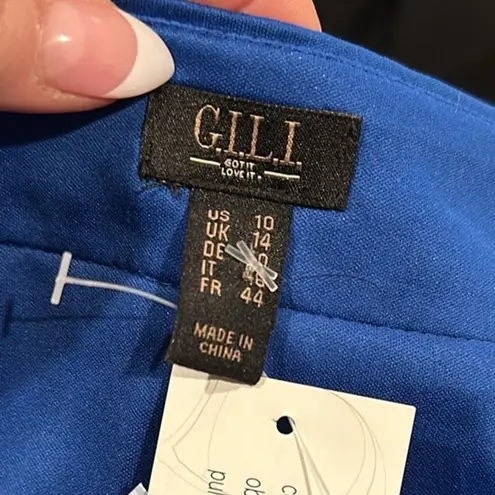 G.I.L.I.
GOT IT
LOVE IT.
US 10
UK 14
DE
IT
FR 44
MADE IN
CHINA